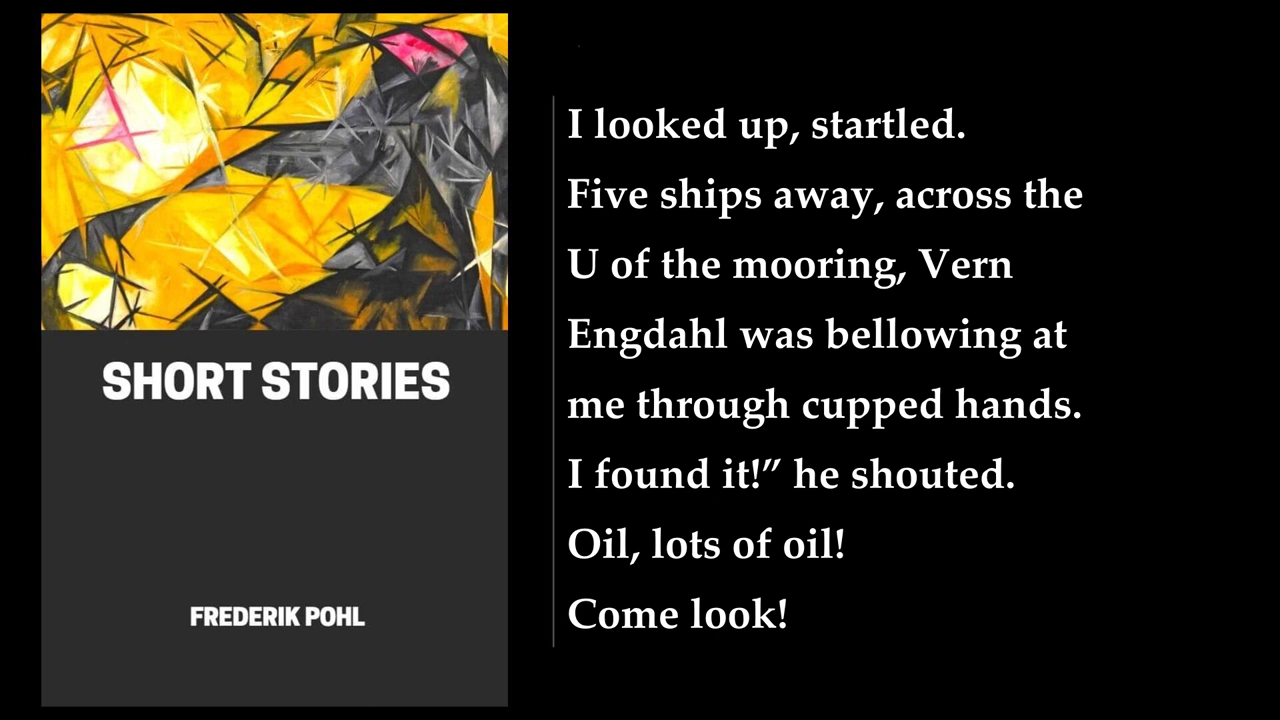 SHORT STORIES
FREDERIK POHL
I looked up, startled.
Five ships away, across the
U of the mooring, Vern
Engdahl was bellowing at
me through cupped hands.
I found it!” he shouted.
Oil, lots of oil!
Come look!